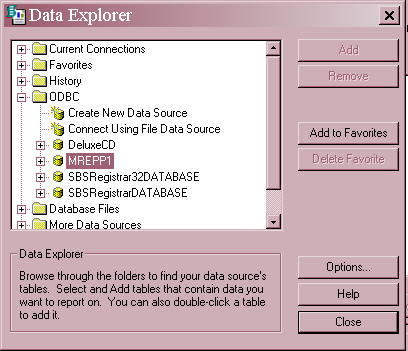 Data Explorer
Current Connections
Favorites
History
ODBC
Create New Data Source
Connect Using File Data Source
DeluxeCD
MREPP1
SBSRegistrar32DATABASE
SBSRegistrarDATABASE
Database Files
More Data Sources
Add
Remove
Add to Favorites
Delete Favorite
Data Explorer
Browse through the folders to find your data source's
tables. Select and Add tables that contain data you
want to report on. You can also double-click a table
to add it.
Options...
Help
Close